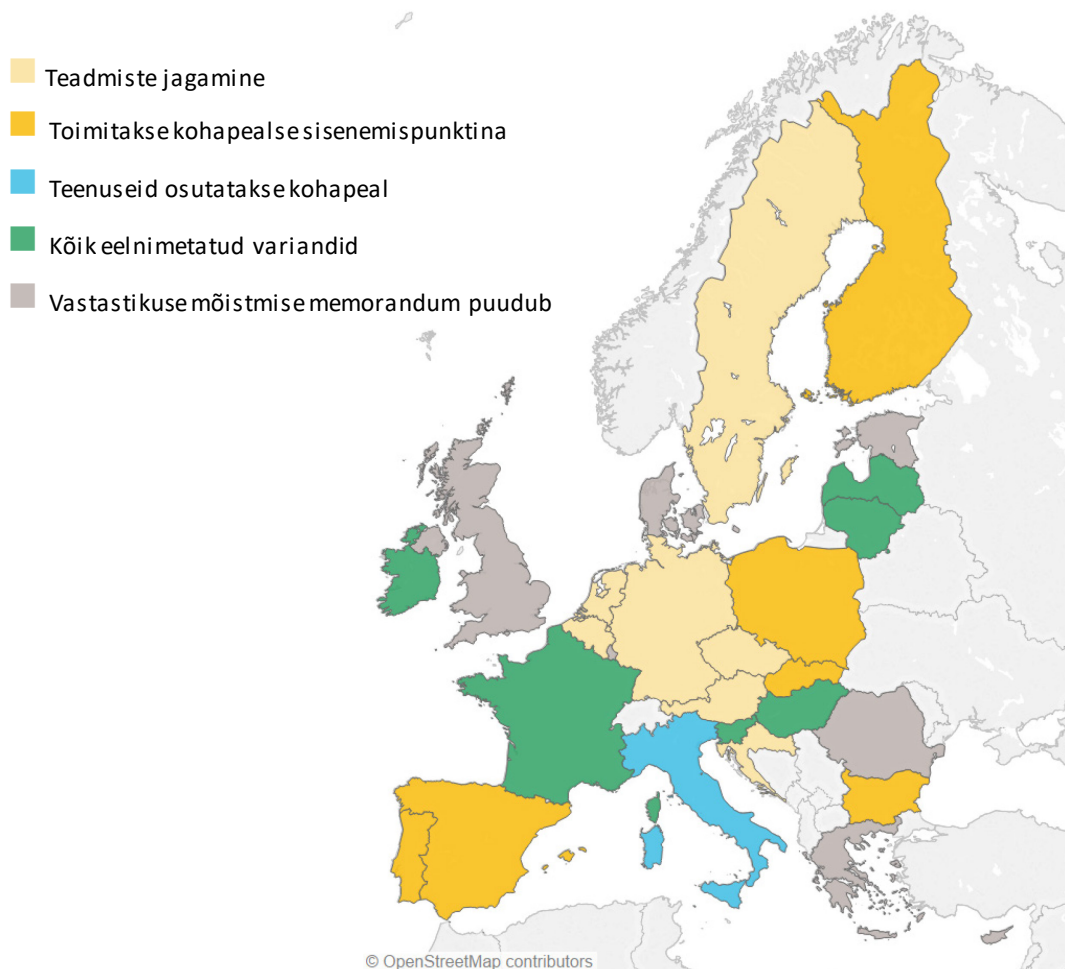 Teadmiste jagamine
Toimitakse kohapealse sisenemispunktina
Teenuseid osutatakse kohapeal
Kõik eelnimetatud variandid
Vastastikuse mõistmise memorandum puudub
© OpenStreetMap contributors